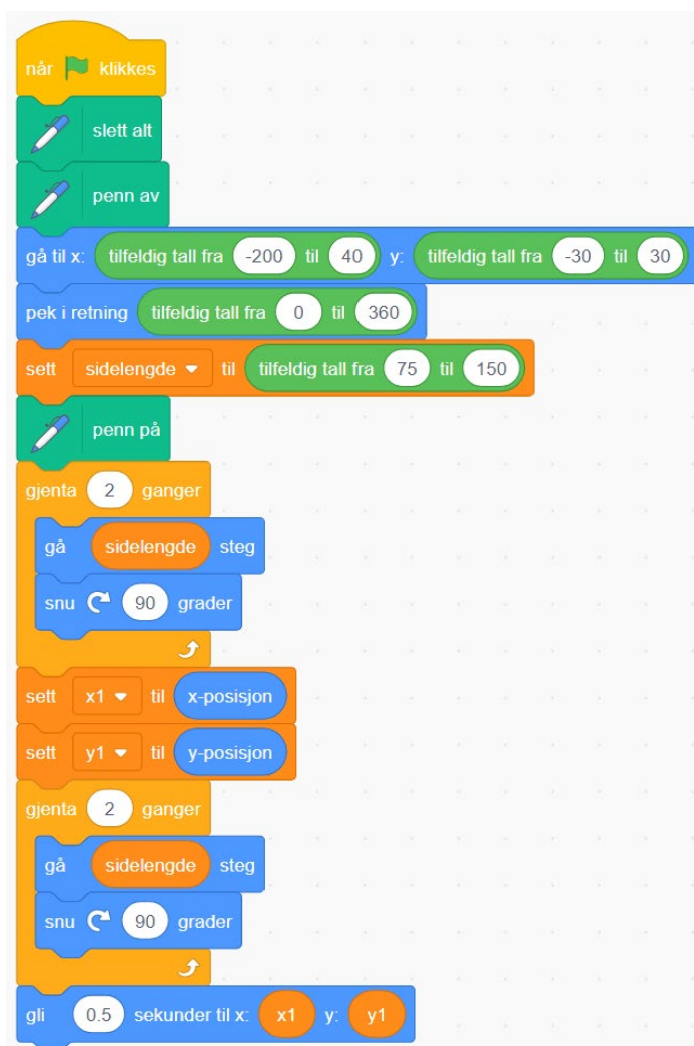 når klikkes
slett alt
penn av
gå til x: tilfeldig tall fra -200 til 40 y: tilfeldig tall fra -30 til 30
pek i retning tilfeldig tall fra 0 til 360
sett sidelengde til tilfeldig tall fra 75 til 150
penn på
gjenta 2 ganger
gå sidelengde steg
snu 90 grader
sett x1 til x-posisjon
sett y1 til y-posisjon
gjenta 2 ganger
gå sidelengde steg
snu 90 grader
gli 0.5 sekunder til x: x1 y: y1